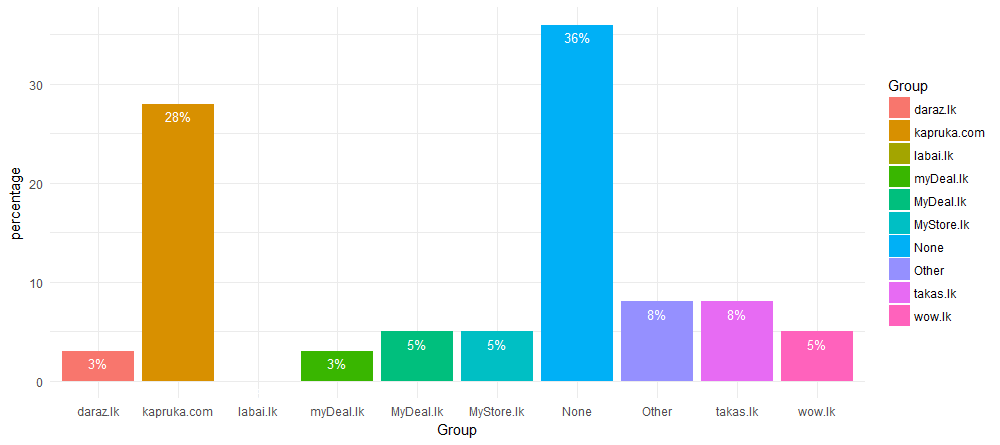 36%
30
28%
20
percentage
10
8%
8%
5%
5%
5%
3%
3%
0
daraz.lk kapruka.com labai.lk myDeal.lk MyDeal.lk MyStore.lk None Other takas.lk wow.lk
Group
Group
daraz.lk
kapruka.com
labai.lk
myDeal.lk
MyDeal.lk
MyStore.lk
None
Other
takas.lk
wow.lk